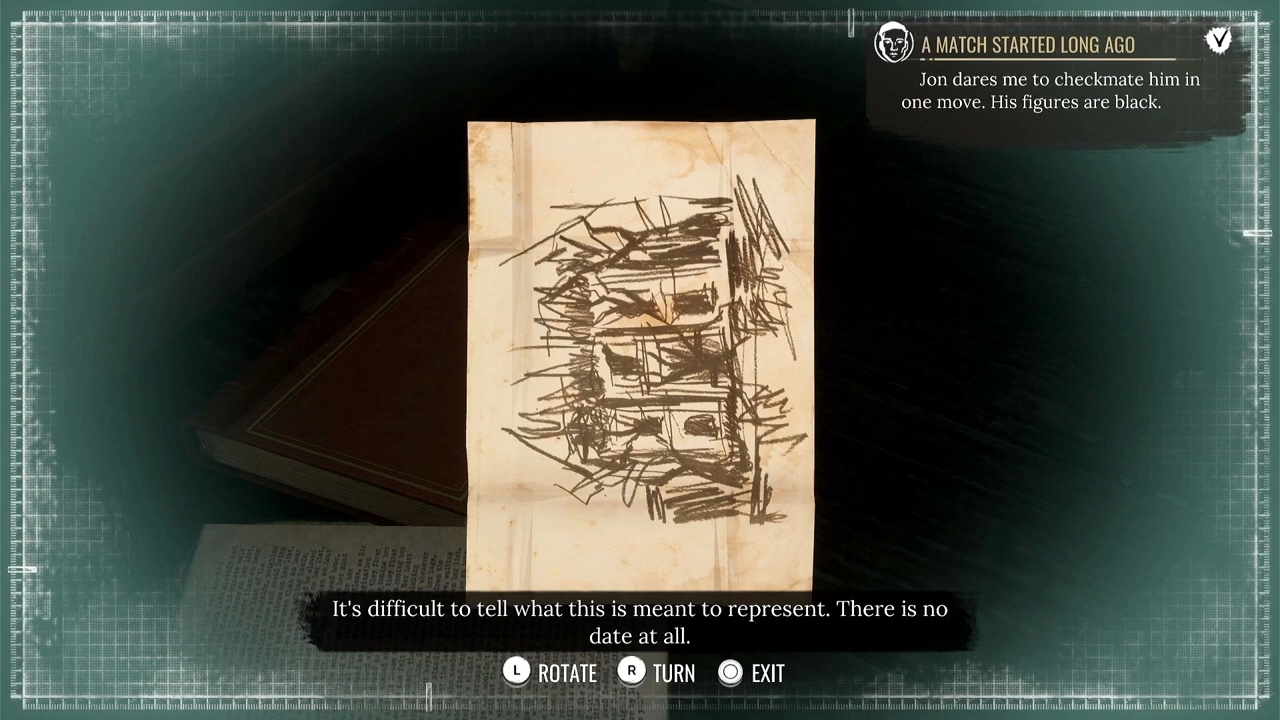 A MATCH STARTED LONG AGO
Jon dares me to checkmate him in
one move. His figures are black.
It's difficult to tell what this is meant to represent. There is no
date at all.
L ROTATE R TURN EXIT